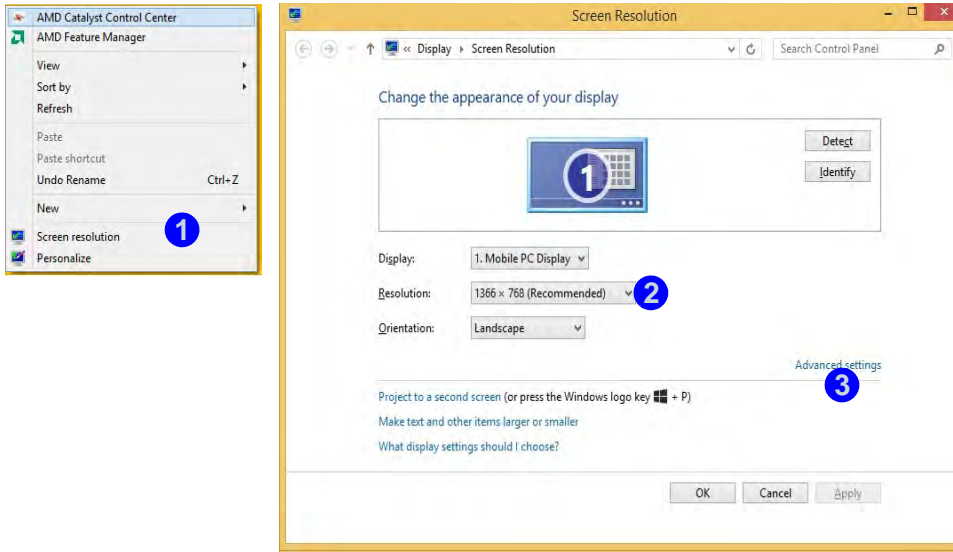 AMD Catalyst Control Center
AMD Feature Manager
View
Sort by
Refresh
Paste
Paste shortcut
Undo Rename Ctrl+Z
New
1
Screen resolution
Personalize
Screen Resolution
« Display Screen Resolution Search Control Panel
Change the appearance of your display
1
Detect
Identify
Display: 1. Mobile PC Display
Resolution: 1366 × 768 (Recommended) 2
Orientation: Landscape
Advanced settings
3
Project to a second screen (or press the Windows logo key + P)
Make text and other items larger or smaller
What display settings should I choose?
OK Cancel Apply